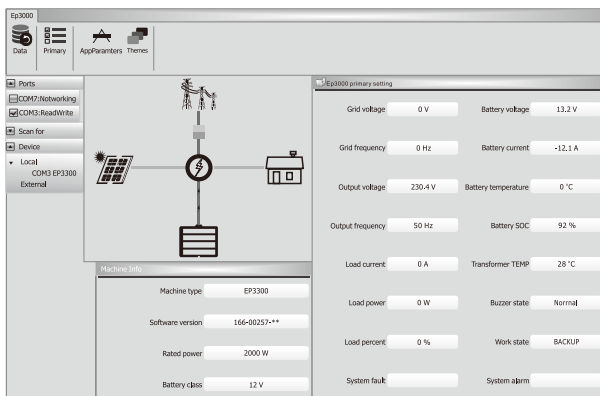 Ep3000
Data Primary AppParamters Themes
Ports
COM7:Notworking
COM3:ReadWrite
Scan for
Device
Local
COM3 EP3300
External
Machine Info
Machine type EP3300
Software version 166-00257-**
Rated power 2000 W
Battery class 12 V
Ep3000 primary setting
Grid voltage 0 V Battery voltage 13.2 V
Grid frequency 0 Hz Battery current -12.1 A
Output voltage 230.4 V Battery temperature 0 °C
Output frequency 50 Hz Battery SOC 92 %
Load current 0 A Transformer TEMP 28 °C
Load power 0 W Buzzer state Norrnal
Load percent 0 % Work state BACKUP
System fault System alarm